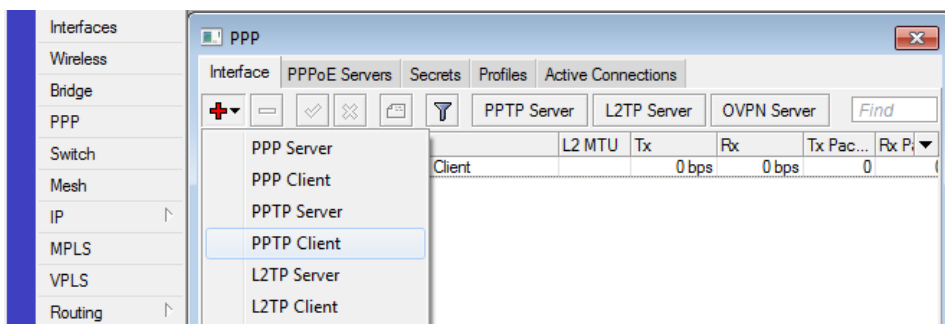 Interfaces
Wireless
Bridge
PPP
Switch
Mesh
IP
MPLS
VPLS
Routing
PPP
Interface PPPoE Servers Secrets Profiles Active Connections
PPTP Server L2TP Server OVPN Server Find
L2 MTU Tx Rx Tx Pac... Rx P
Client 0 bps 0 bps 0
PPP Server
PPP Client
PPTP Server
PPTP Client
L2TP Server
L2TP Client